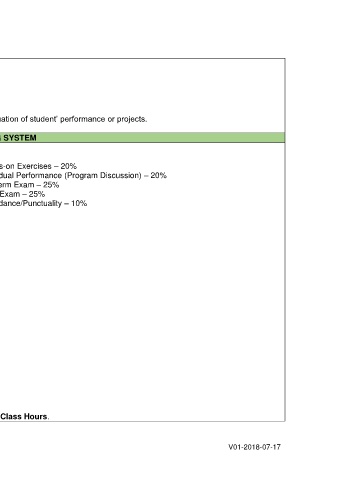 uation of student' performance or projects.
SYSTEM
s-on Exercises – 20%
dual Performance (Program Discussion) – 20%
erm Exam – 25%
Exam – 25%
dance/Punctuality – 10%
Class Hours.
V01-2018-07-17